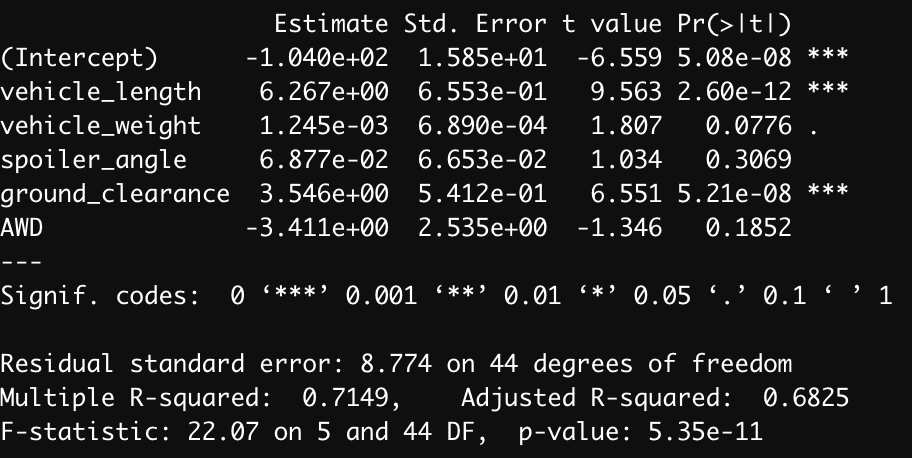 Estimate Std. Error t value Pr(>|t|)
(Intercept) -1.040e+02 1.585e+01 -6.559 5.08e-08 ***
vehicle_length 6.267e+00 6.553e-01 9.563 2.60e-12 ***
vehicle_weight 1.245e-03 6.890e-04 1.807 0.0776 .
spoiler_angle 6.877e-02 6.653e-02 1.034 0.3069
ground_clearance 3.546e+00 5.412e-01 6.551 5.21e-08 ***
AWD -3.411e+00 2.535e+00 -1.346 0.1852
---
Signif. codes: 0 ‘***’ 0.001 ‘**’ 0.01 ‘*’ 0.05 ‘.’ 0.1 ‘ ’ 1
Residual standard error: 8.774 on 44 degrees of freedom
Multiple R-squared: 0.7149, Adjusted R-squared: 0.6825
F-statistic: 22.07 on 5 and 44 DF, p-value: 5.35e-11